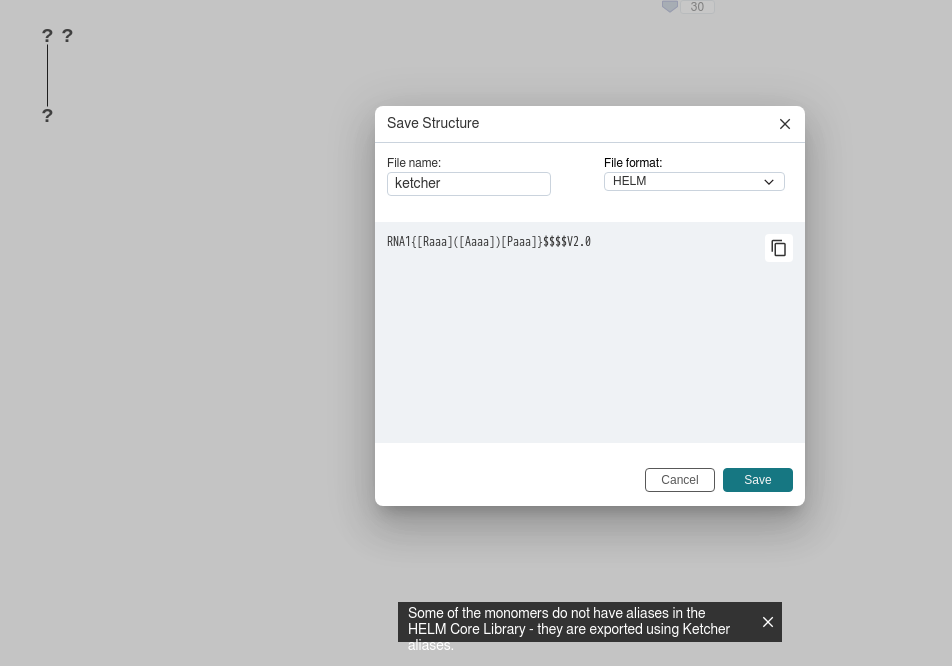 30
? ?
?
Save Structure
File name:
File format:
ketcher
HELM
RNA1{[Raaa]([Aaaa])[Paaa]}$$$$V2.0
Cancel
Save
Some of the monomers do not have aliases in the
HELM Core Library - they are exported using Ketcher
aliases.